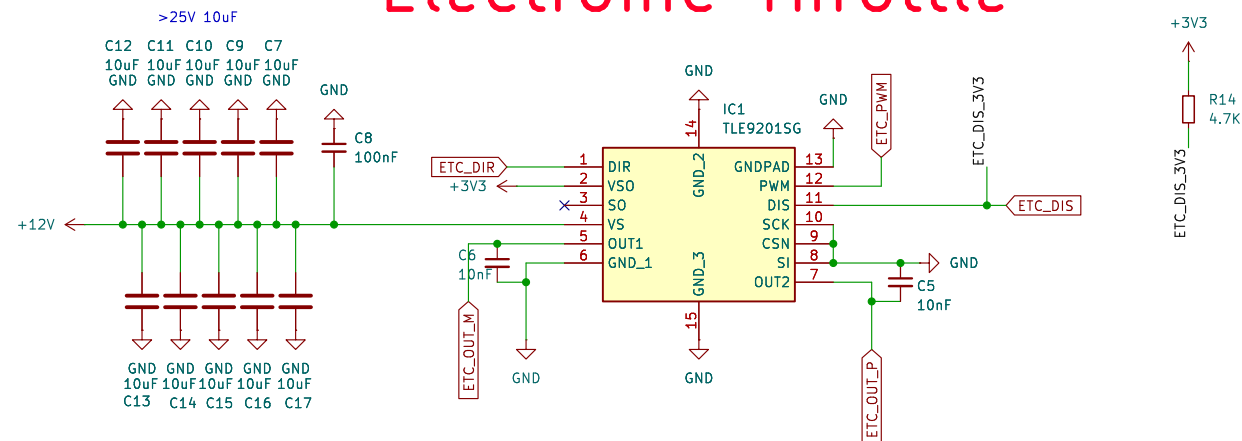 Electronic Throttle
>25V 10uF
C12 C11 C10 C9 C7
10uF 10uF 10uF 10uF 10uF
GND GND GND GND GND
GND
C8
100nF
+12V
GND GND GND GND GND
10uF 10uF 10uF 10uF 10uF
C13 C14 C15 C16 C17
ETC_DIR
+3V3
C6
10nF
ETC_OUT_M
GND
GND
14
GND_2
IC1
TLE9201SG
1 DIR
2 VSO
3 SO
4 VS
5 OUT1
6 GND_1
GNDPAD 13
PWM 12
DIS 11
SCK 10
CSN 9
SI 8
OUT2 7
GND_3
15
GND
GND
ETC_PWM
ETC_DIS_3V3
ETC_DIS
GND
C5
10nF
ETC_OUT_P
+3V3
R14
4.7K
ETC_DIS_3V3